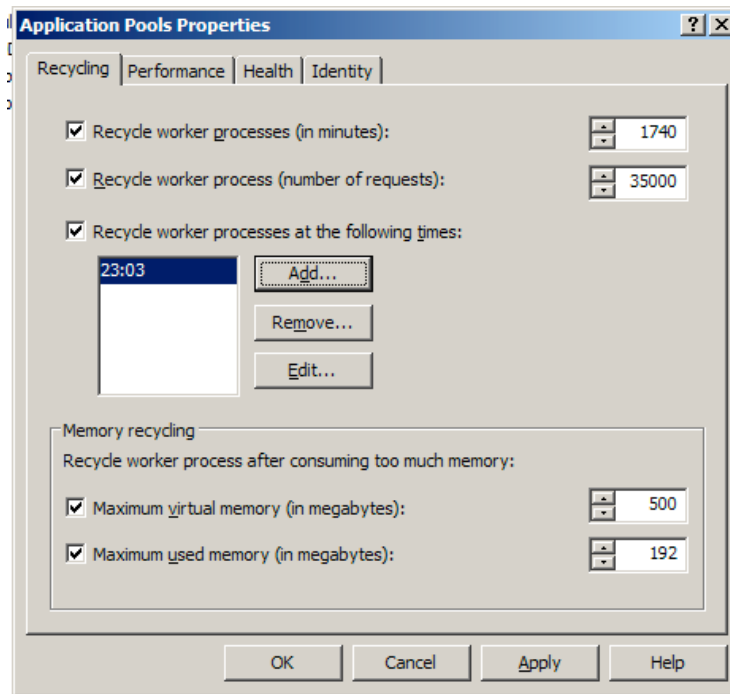 Application Pools Properties
Recycling Performance Health Identity
Recycle worker processes (in minutes): 1740
Recycle worker process (number of requests): 35000
Recycle worker processes at the following times:
23:03
Add...
Remove...
Edit...
Memory recycling
Recycle worker process after consuming too much memory:
Maximum virtual memory (in megabytes): 500
Maximum used memory (in megabytes): 192
OK Cancel Apply Help